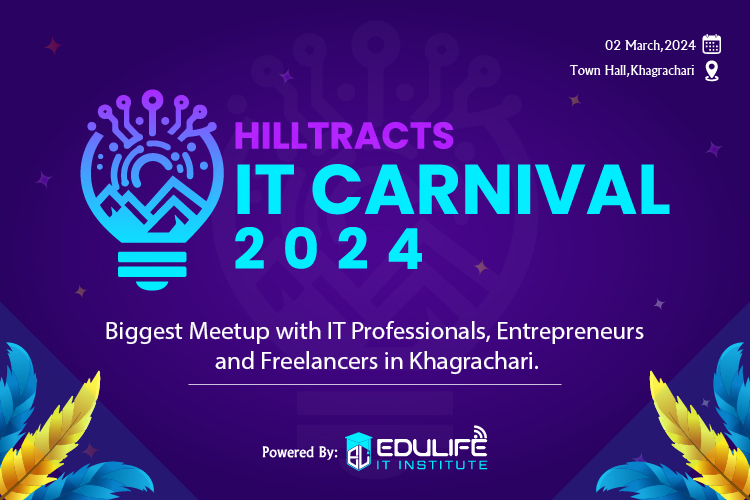 02 March,2024
Town Hall,Khagrachari
HILLTRACTS
IT CARNIVAL
2024
Biggest Meetup with IT Professionals, Entrepreneurs
and Freelancers in Khagrachari.
Powered By:
EDULIFE
IT INSTITUTE